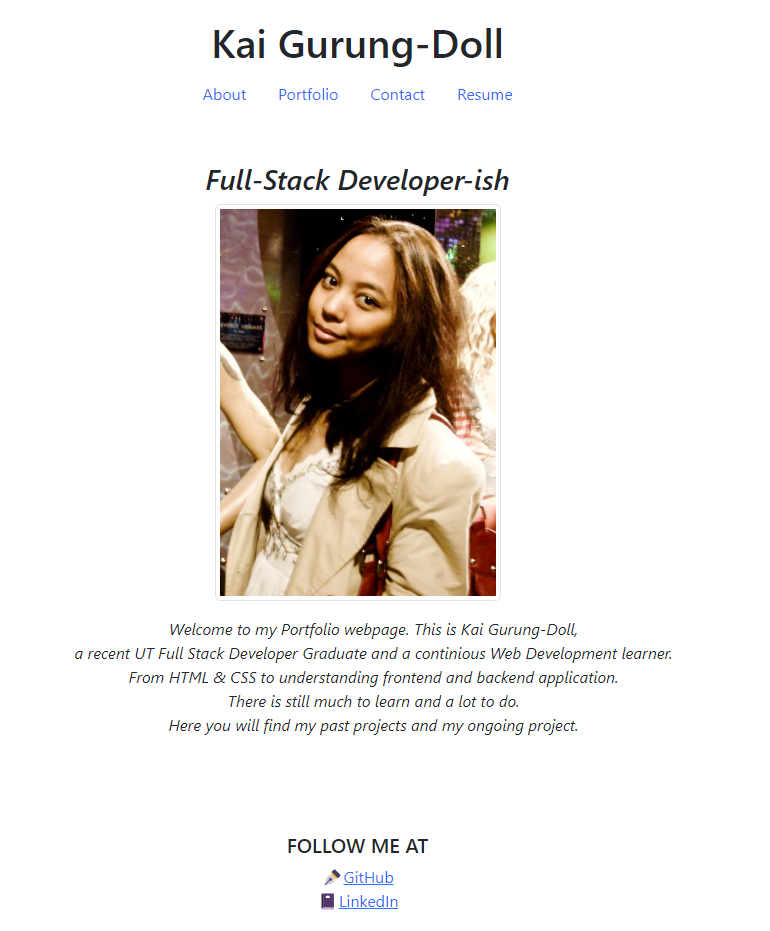 Kai Gurung-Doll
About Portfolio Contact Resume
Full-Stack Developer-ish
Welcome to my Portfolio webpage. This is Kai Gurung-Doll,
a recent UT Full Stack Developer Graduate and a continious Web Development learner.
From HTML & CSS to understanding frontend and backend application.
There is still much to learn and a lot to do.
Here you will find my past projects and my ongoing project.
FOLLOW ME AT
GitHub
LinkedIn